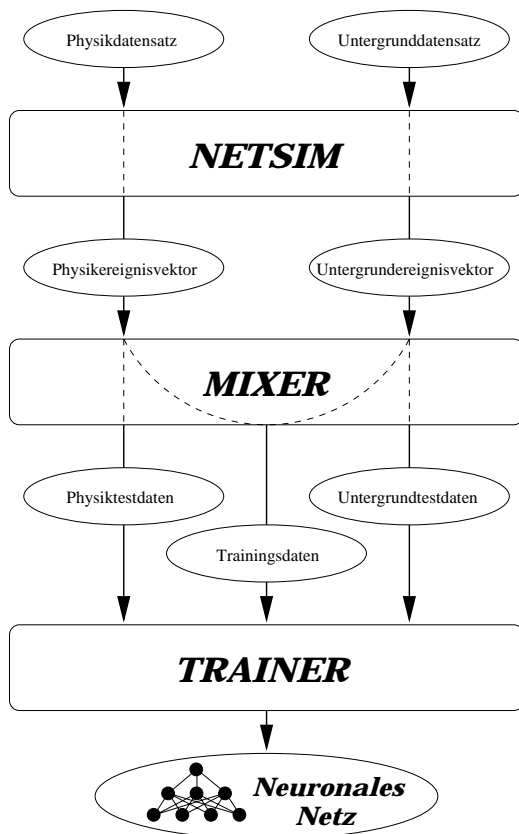 Physikdatensatz
Untergrunddatensatz
NETSIM
Physikereignisvektor
Untergrundereignisvektor
MIXER
Physiktestdaten
Untergrundtestdaten
Trainingsdaten
TRAINER
Neuronales
Netz